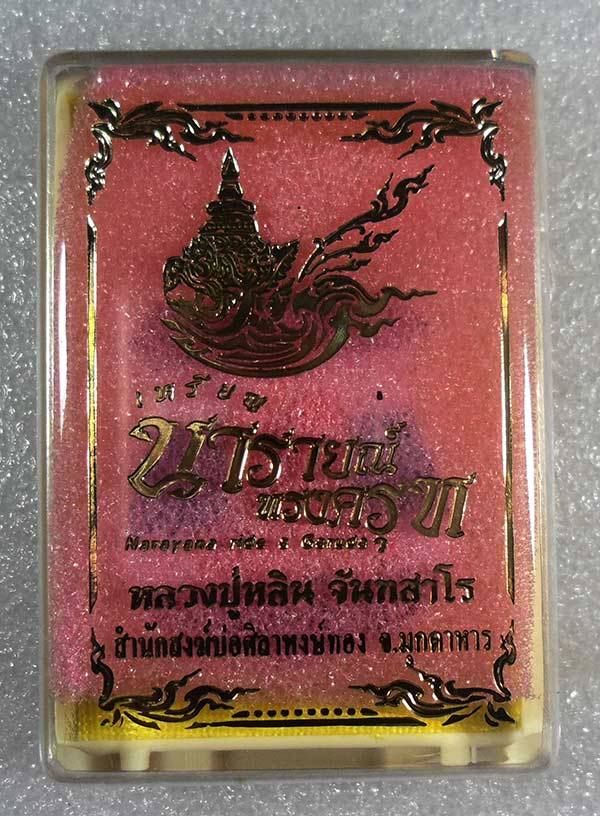 เหรียญ
นารายณ์
ทรงครุฑ
Narayana ride a Garuda
หลวงปู่หลิน จันทสาโร
สำนักสงฆ์บ่อศิลาหงษ์ทอง จ.มุกดาหาร